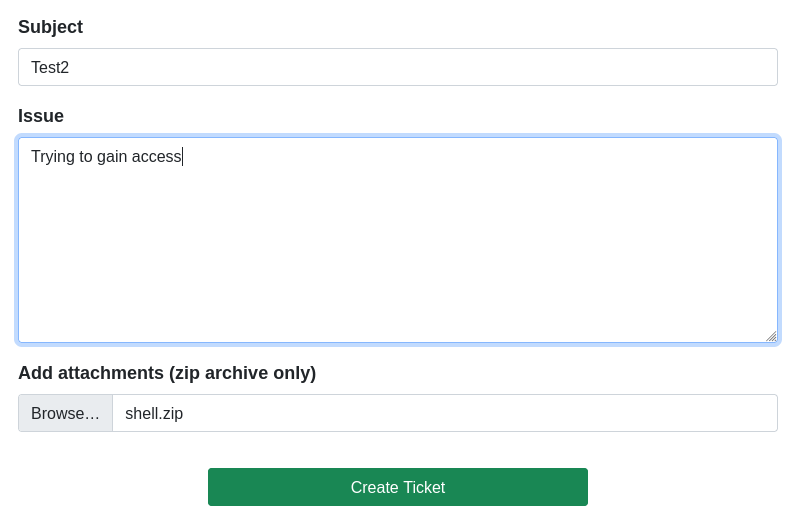 Subject
Test2
Issue
Trying to gain access
Add attachments (zip archive only)
Browse… shell.zip
Create Ticket